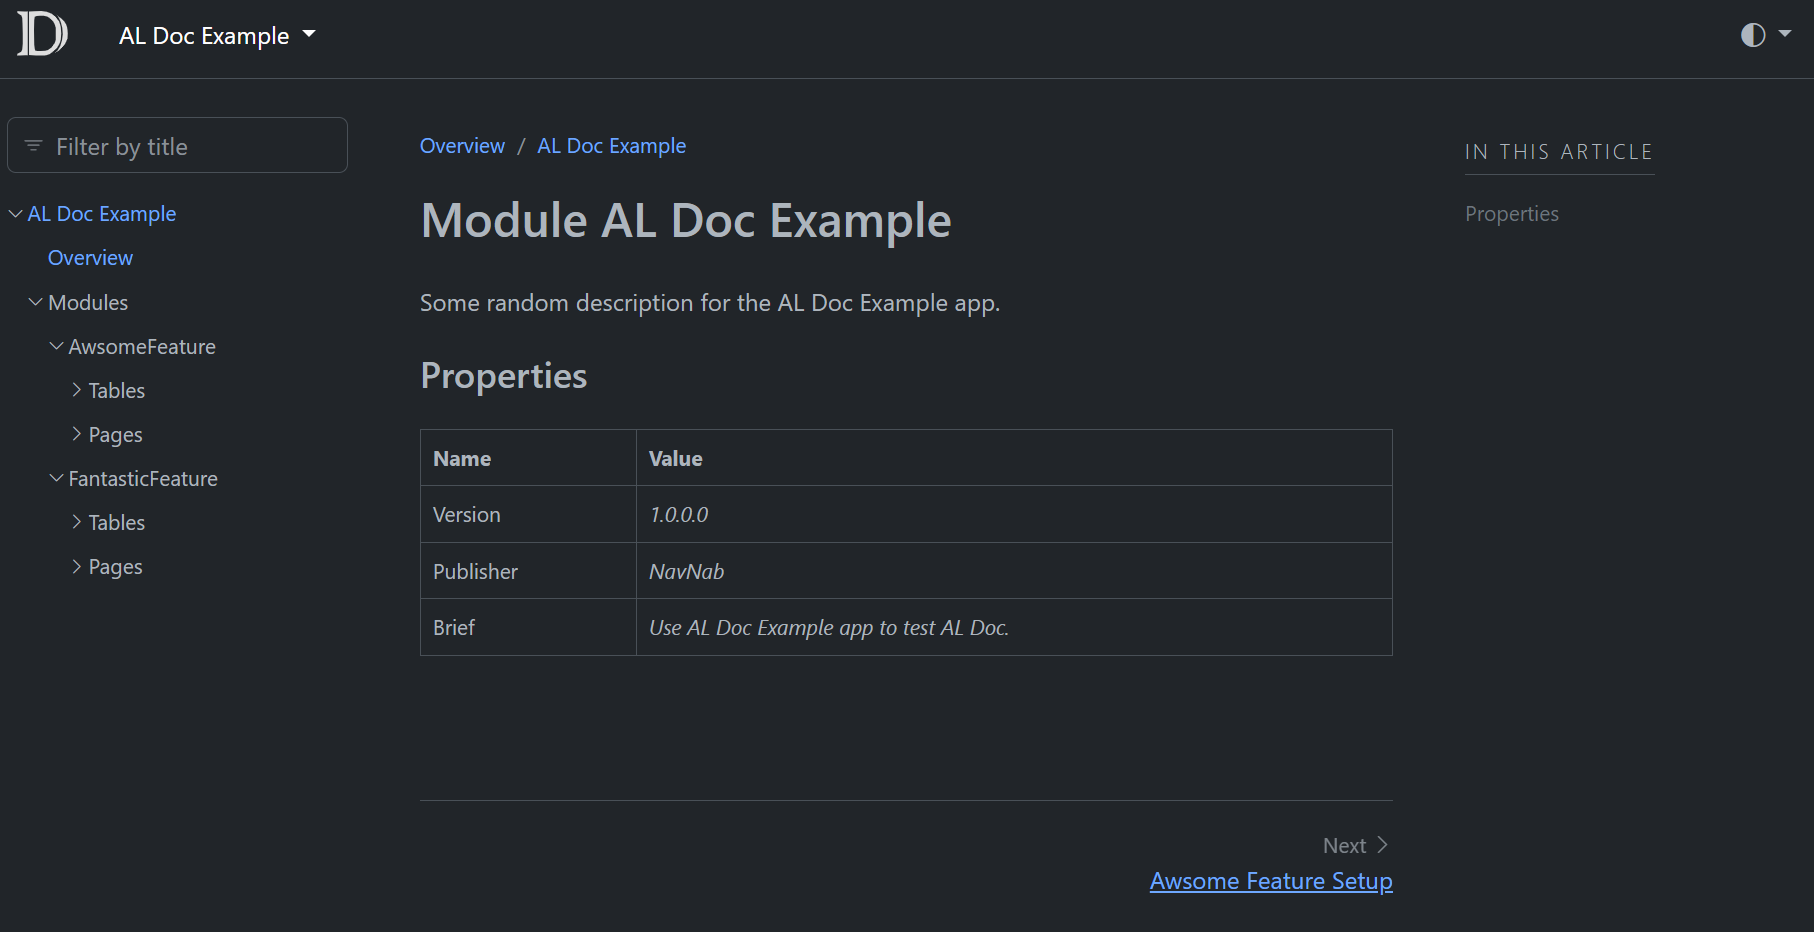 AL Doc Example
Filter by title
AL Doc Example
Overview
Modules
AwsomeFeature
Tables
Pages
FantasticFeature
Tables
Pages
Overview / AL Doc Example
Module AL Doc Example
Some random description for the AL Doc Example app.
Properties
Name Value
Version 1.0.0.0
Publisher NavNab
Brief Use AL Doc Example app to test AL Doc.
Next
Awsome Feature Setup
IN THIS ARTICLE
Properties